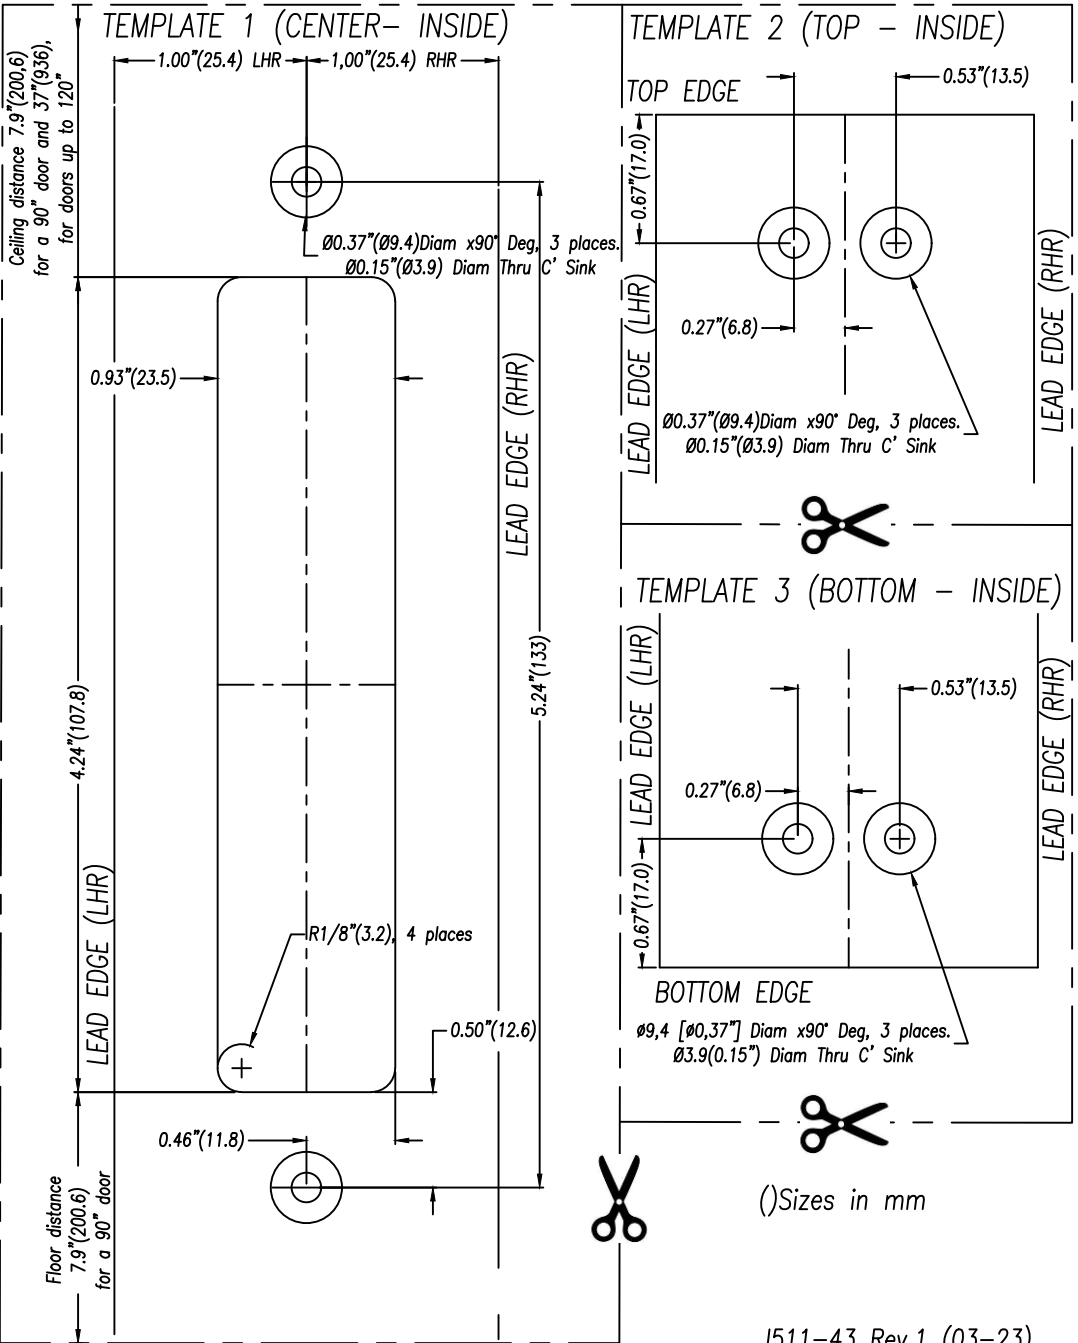 TEMPLATE 1 (CENTER- INSIDE)
1.00"(25.4) LHR
1,00"(25.4) RHR
Ceiling distance 7.9"(200,6)
for a 90" door and 37"(936),
for doors up to 120"
Ø0.37"(Ø9.4)Diam x90° Deg, 3 places.
Ø0.15"(Ø3.9) Diam Thru C' Sink
0.93"(23.5)
LEAD EDGE (RHR)
5.24"(133)
4.24"(107.8)
LEAD EDGE (LHR)
R1/8"(3.2), 4 places
0.50"(12.6)
0.46"(11.8)
Floor distance
7.9"(200.6)
for a 90" door
TEMPLATE 2 (TOP - INSIDE)
0.53"(13.5)
TOP EDGE
0.67"(17.0)
LEAD EDGE (LHR)
0.27"(6.8)
LEAD EDGE (RHR)
Ø0.37"(Ø9.4)Diam x90° Deg, 3 places.
Ø0.15"(Ø3.9) Diam Thru C' Sink
TEMPLATE 3 (BOTTOM - INSIDE)
LEAD EDGE (LHR)
0.53"(13.5)
LEAD EDGE (RHR)
0.27"(6.8)
0.67"(17.0)
BOTTOM EDGE
ø9,4 [ø0,37"] Diam x90° Deg, 3 places.
Ø3.9(0.15") Diam Thru C' Sink
()Sizes in mm
J511-43 Rev.1 (03-23)